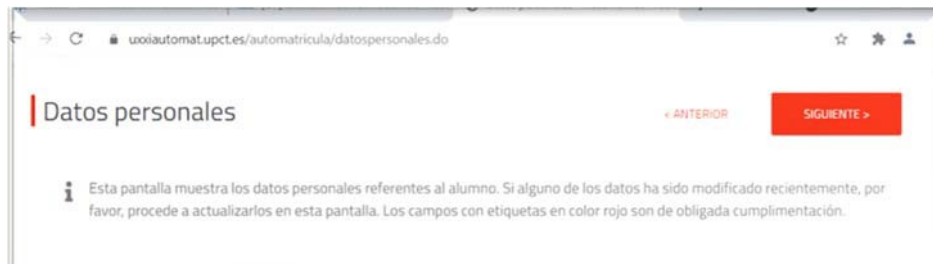 uxxiautomat.upct.es/automatricula/datospersonales.do
Datos personales
< ANTERIOR
SIGUIENTE >
Esta pantalla muestra los datos personales referentes al alumno. Si alguno de los datos ha sido modificado recientemente, por
favor, procede a actualizarlos en esta pantalla. Los campos con etiquetas en color rojo son de obligada cumplimentación.